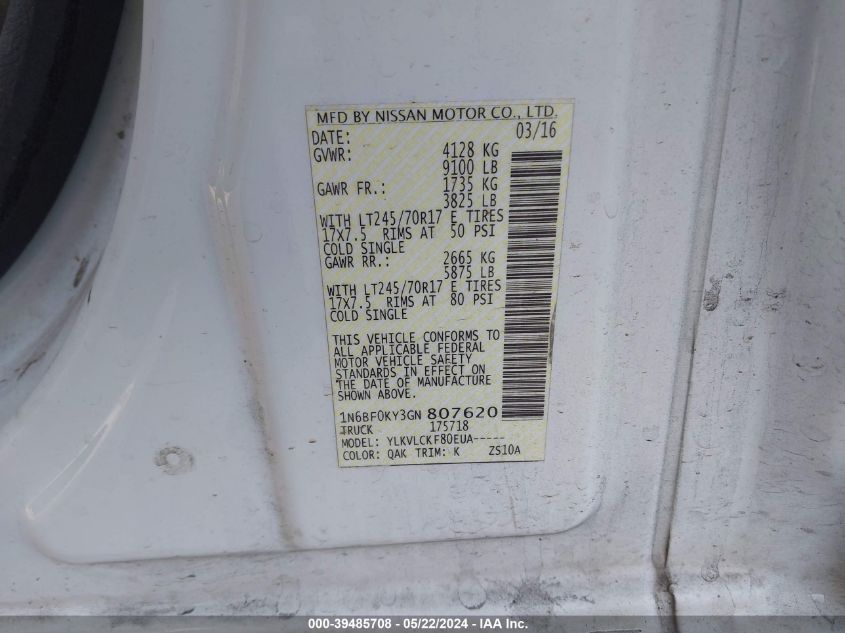 MFD BY NISSAN MOTOR CO., LTD.
DATE: 03/16
GVWR: 4128 KG
9100 LB
GAWR FR.: 1735 KG
3825 LB
WITH LT245/70R17 E TIRES
17X7.5 RIMS AT 50 PSI
COLD SINGLE
GAWR RR.: 2665 KG
5875 LB
WITH LT245/70R17 E TIRES
17X7.5 RIMS AT 80 PSI
COLD SINGLE
THIS VEHICLE CONFORMS TO
ALL APPLICABLE FEDERAL
MOTOR VEHICLE SAFETY
STANDARDS IN EFFECT ON
THE DATE OF MANUFACTURE
SHOWN ABOVE.
1N6BF0KY3GN 807620
TRUCK 175718
MODEL: YLKVLCKF80EUA-----
COLOR: QAK TRIM: K ZS10A
000-39485708 - 05/22/2024 - IAA Inc.